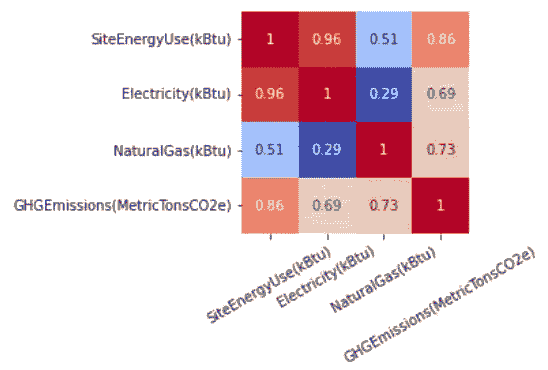 SiteEnergyUse(kBtu) 1 0.96 0.51 0.86
Electricity(kBtu) 0.96 1 0.29 0.69
NaturalGas(kBtu) 0.51 0.29 1 0.73
GHGEmissions(MetricTonsCO2e) 0.86 0.69 0.73 1
SiteEnergyUse(kBtu)
Electricity(kBtu)
NaturalGas(kBtu)
GHGEmissions(MetricTonsCO2e)